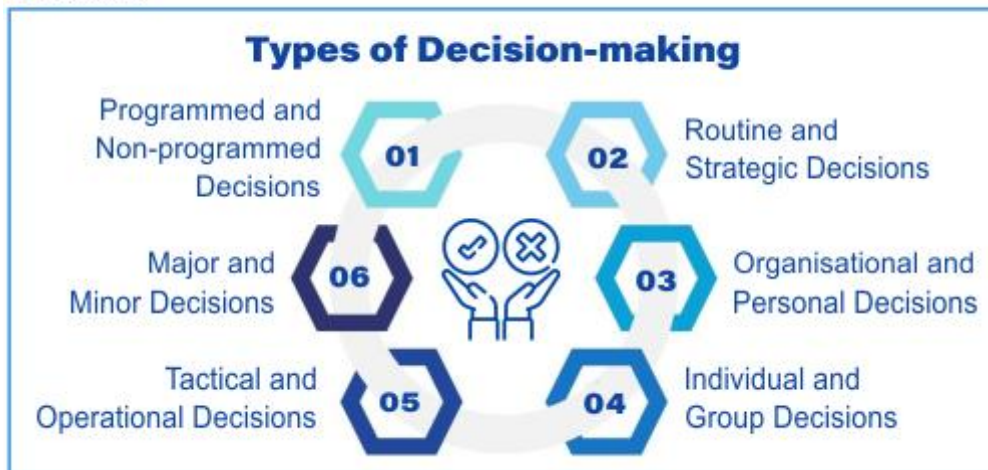 Types of Decision-making
01
Programmed and
Non-programmed
Decisions
02
Routine and
Strategic Decisions
03
Organisational and
Personal Decisions
04
Individual and
Group Decisions
05
Tactical and
Operational Decisions
06
Major and
Minor Decisions